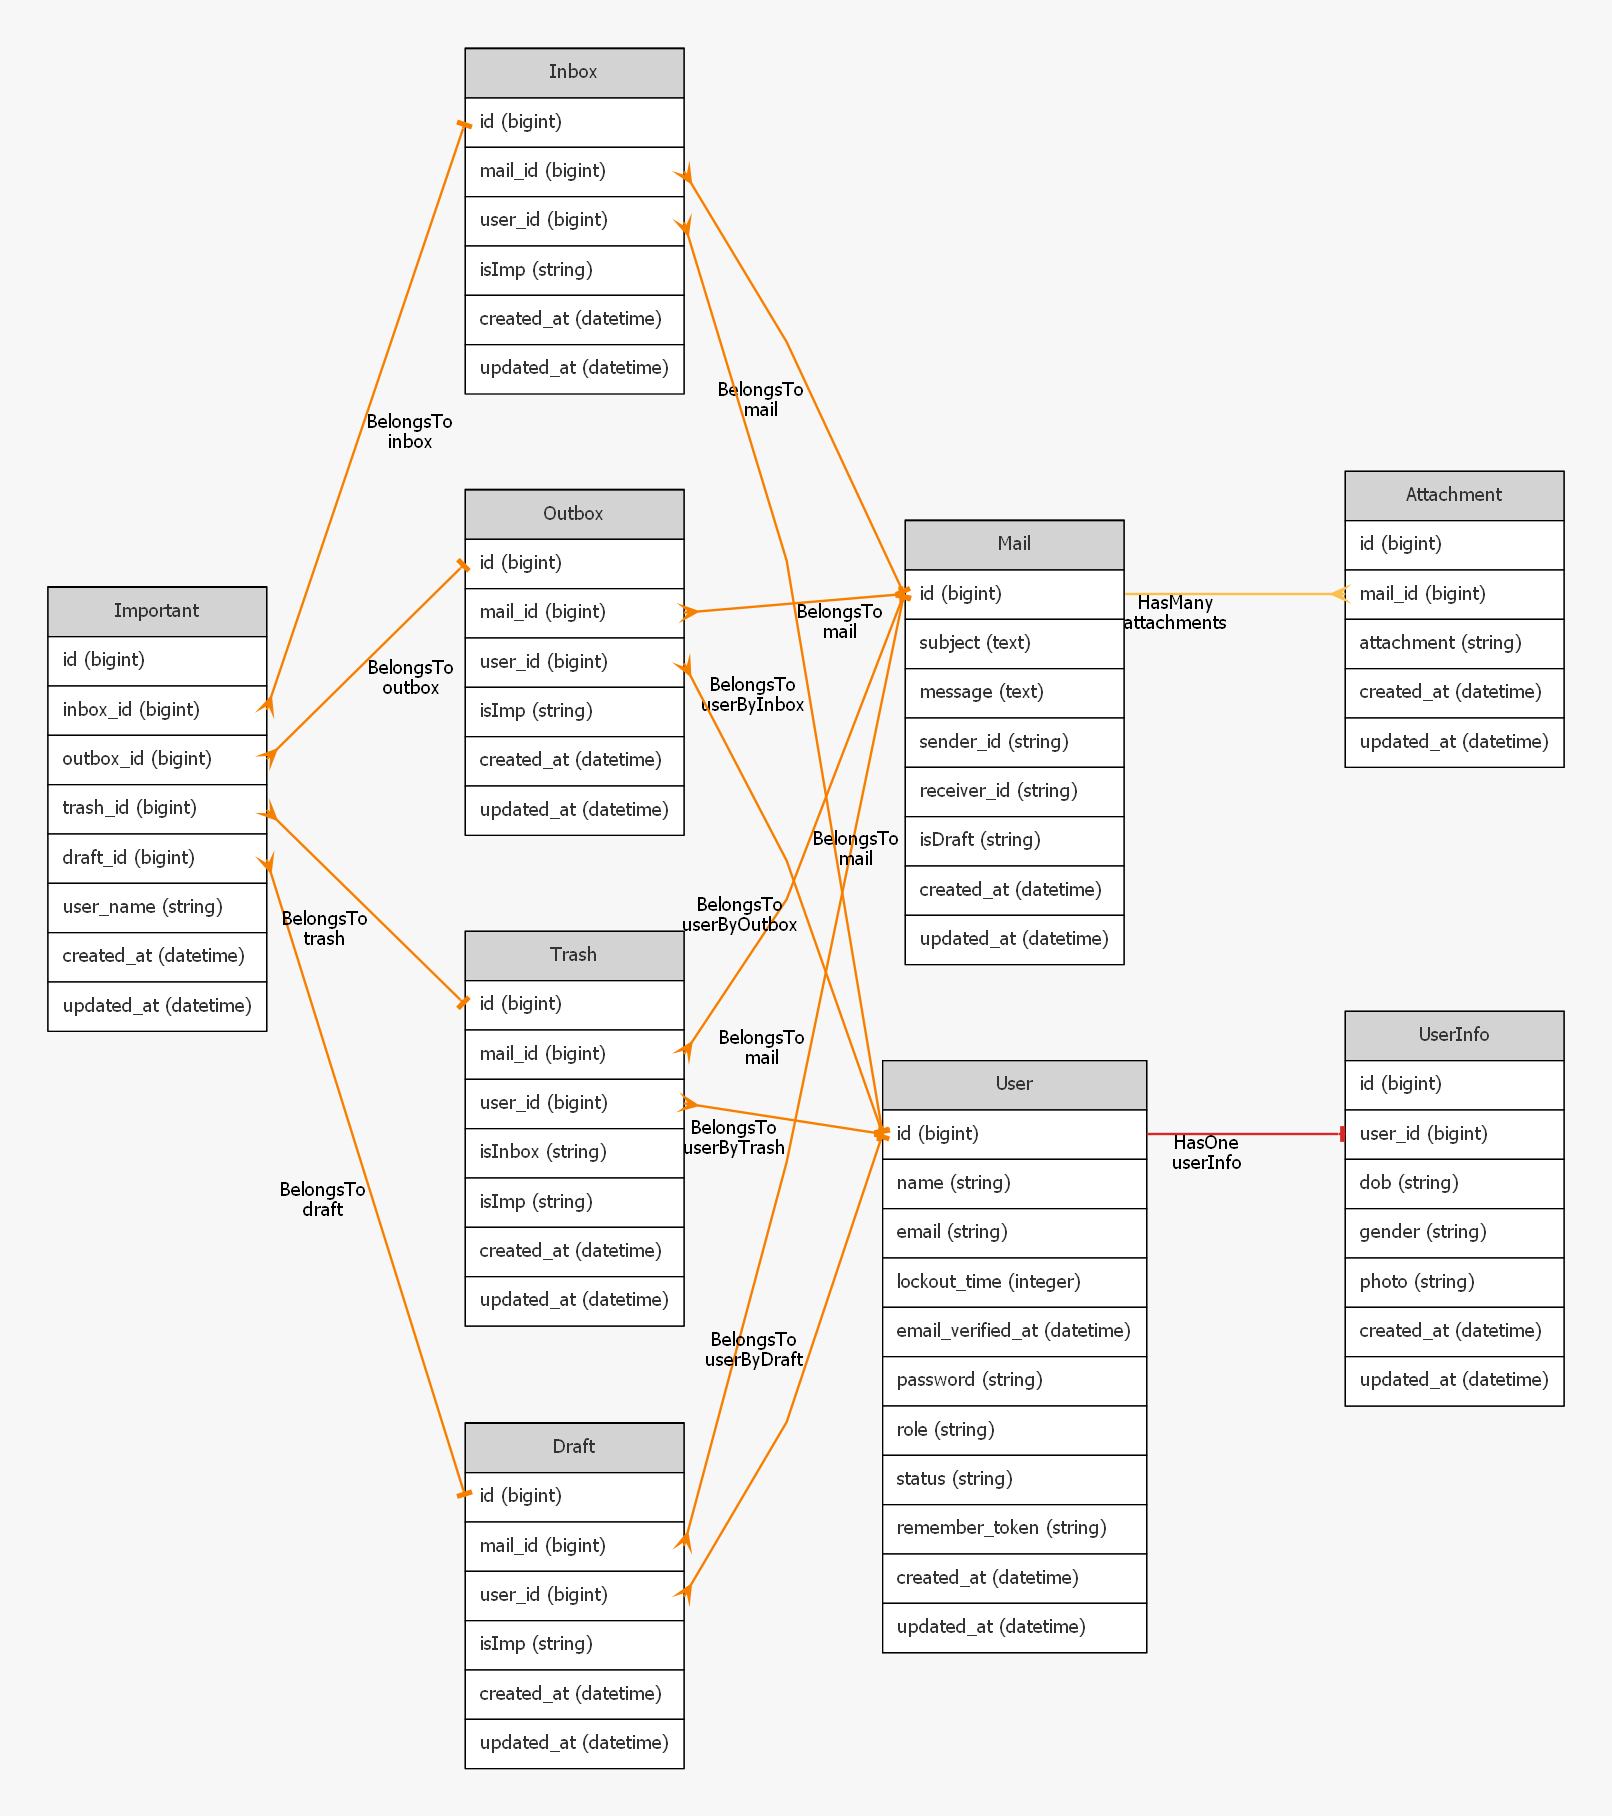 Inbox
id (bigint)
mail_id (bigint)
user_id (bigint)
isImp (string)
created_at (datetime)
updated_at (datetime)
BelongsTo
inbox
BelongsTo
mail
Outbox
id (bigint)
mail_id (bigint)
user_id (bigint)
isImp (string)
created_at (datetime)
updated_at (datetime)
Important
id (bigint)
inbox_id (bigint)
outbox_id (bigint)
trash_id (bigint)
draft_id (bigint)
user_name (string)
created_at (datetime)
updated_at (datetime)
BelongsTo
outbox
BelongsTo
mail
BelongsTo
userByInbox
Mail
id (bigint)
subject (text)
message (text)
sender_id (string)
receiver_id (string)
isDraft (string)
created_at (datetime)
updated_at (datetime)
HasMany
attachments
Attachment
id (bigint)
mail_id (bigint)
attachment (string)
created_at (datetime)
updated_at (datetime)
BelongsTo
mail
BelongsTo
userByOutbox
BelongsTo
trash
Trash
id (bigint)
mail_id (bigint)
user_id (bigint)
isInbox (string)
isImp (string)
created_at (datetime)
updated_at (datetime)
BelongsTo
mail
BelongsTo
userByTrash
User
id (bigint)
name (string)
email (string)
lockout_time (integer)
email_verified_at (datetime)
password (string)
role (string)
status (string)
remember_token (string)
created_at (datetime)
updated_at (datetime)
HasOne
userInfo
UserInfo
id (bigint)
user_id (bigint)
dob (string)
gender (string)
photo (string)
created_at (datetime)
updated_at (datetime)
BelongsTo
draft
BelongsTo
userByDraft
Draft
id (bigint)
mail_id (bigint)
user_id (bigint)
isImp (string)
created_at (datetime)
updated_at (datetime)